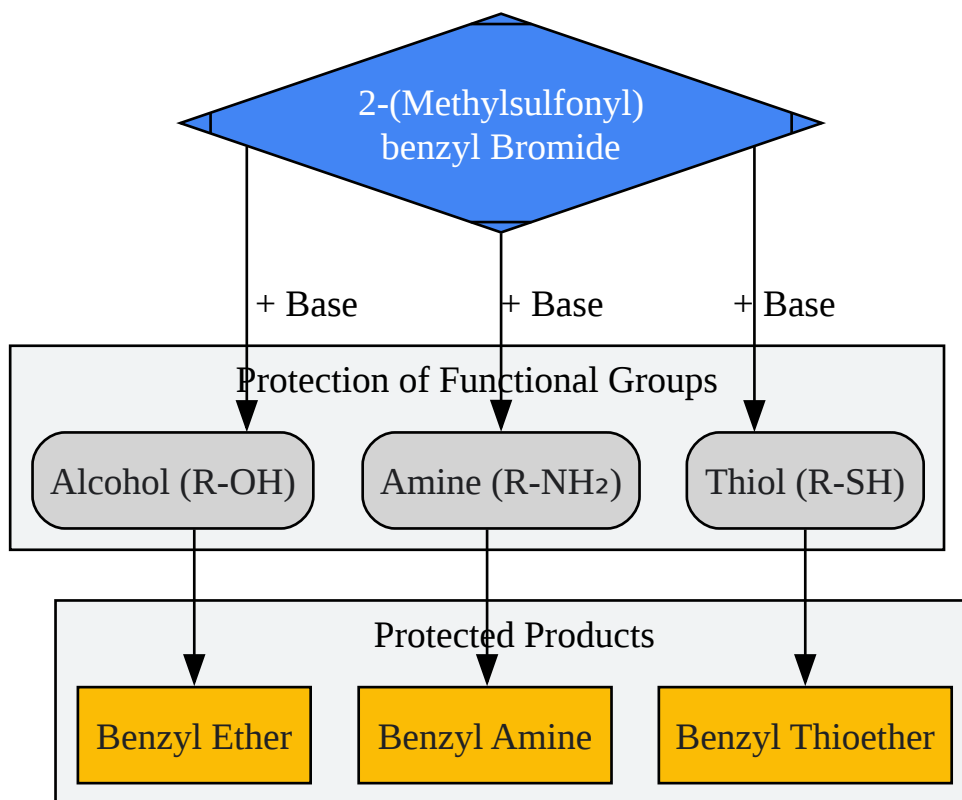 2-(Methylsulfonyl)
benzyl Bromide
+ Base
+ Base
+ Base
Protection of Functional Groups
Alcohol (R-OH)
Amine (R-NH₂)
Thiol (R-SH)
Protected Products
Benzyl Ether
Benzyl Amine
Benzyl Thioether